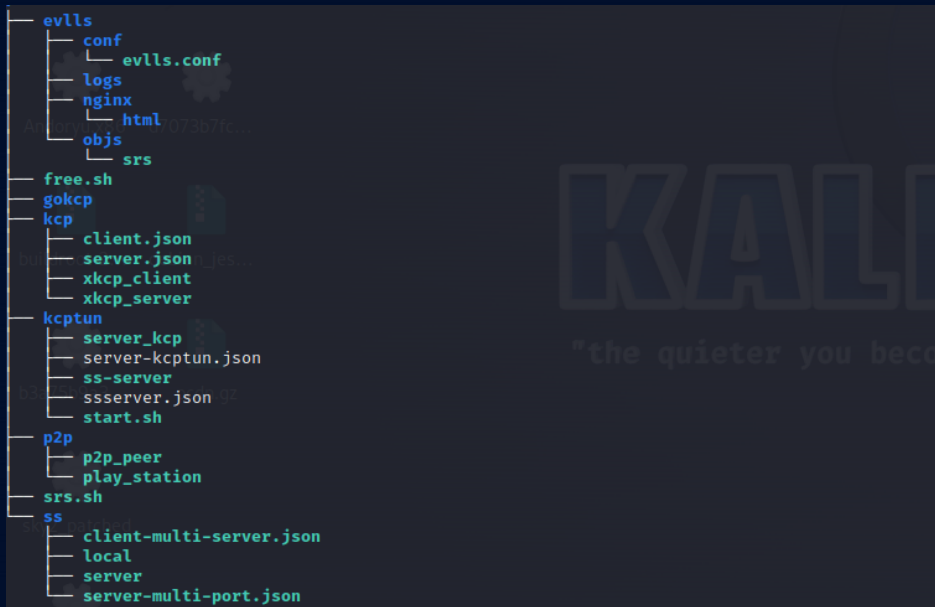 ├── evlls
│   ├── conf
│   │   └── evlls.conf
│   ├── logs
│   ├── nginx
│   │   └── html
│   └── objs
│       └── srs
├── free.sh
├── gokcp
├── kcp
│   ├── client.json
│   ├── server.json
│   ├── xkcp_client
│   └── xkcp_server
├── kcptun
│   ├── server_kcp
│   ├── server-kcptun.json
│   ├── ss-server
│   ├── ssserver.json
│   └── start.sh
├── p2p
│   ├── p2p_peer
│   └── play_station
├── srs.sh
└── ss
    ├── client-multi-server.json
    ├── local
    ├── server
    └── server-multi-port.json
KALI
"the quieter you beco